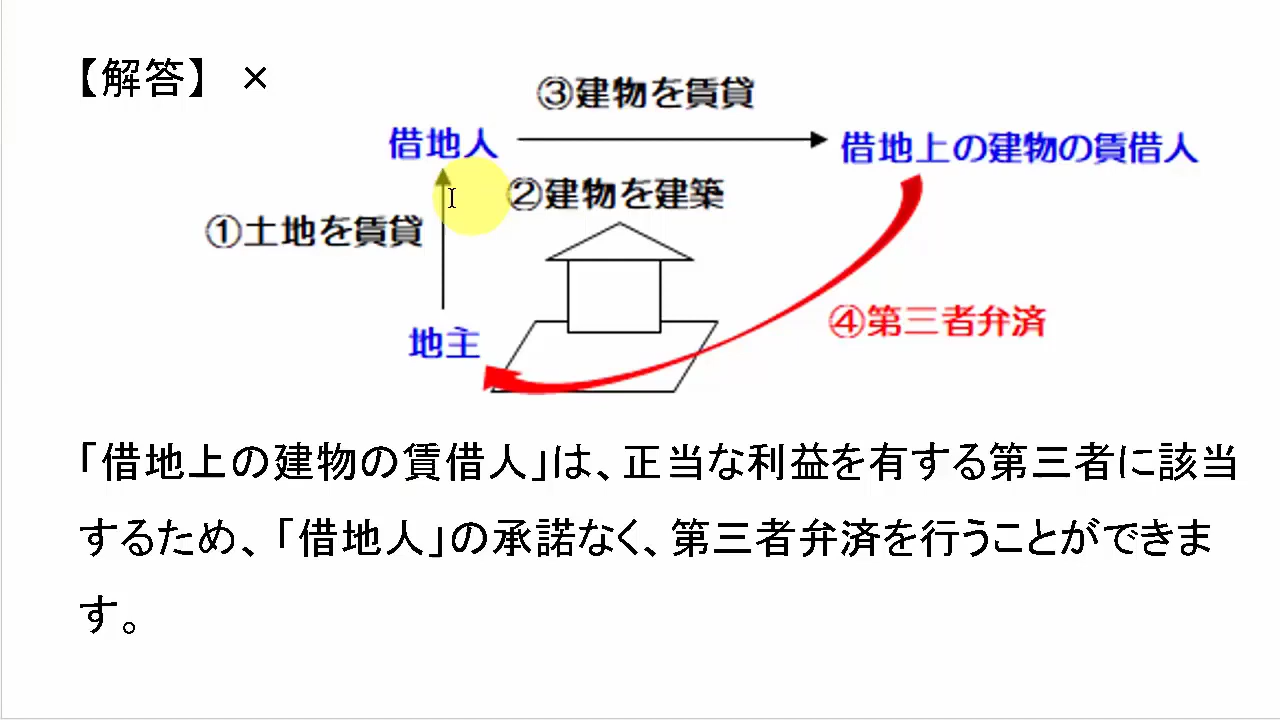 【解答】 ×
③建物を賃貸
借地人
借地上の建物の賃借人
②建物を建築
①土地を賃貸
④第三者弁済
地主
「借地上の建物の賃借人」は、正当な利益を有する第三者に該当
するため、「借地人」の承諾なく、第三者弁済を行うことができま
す。